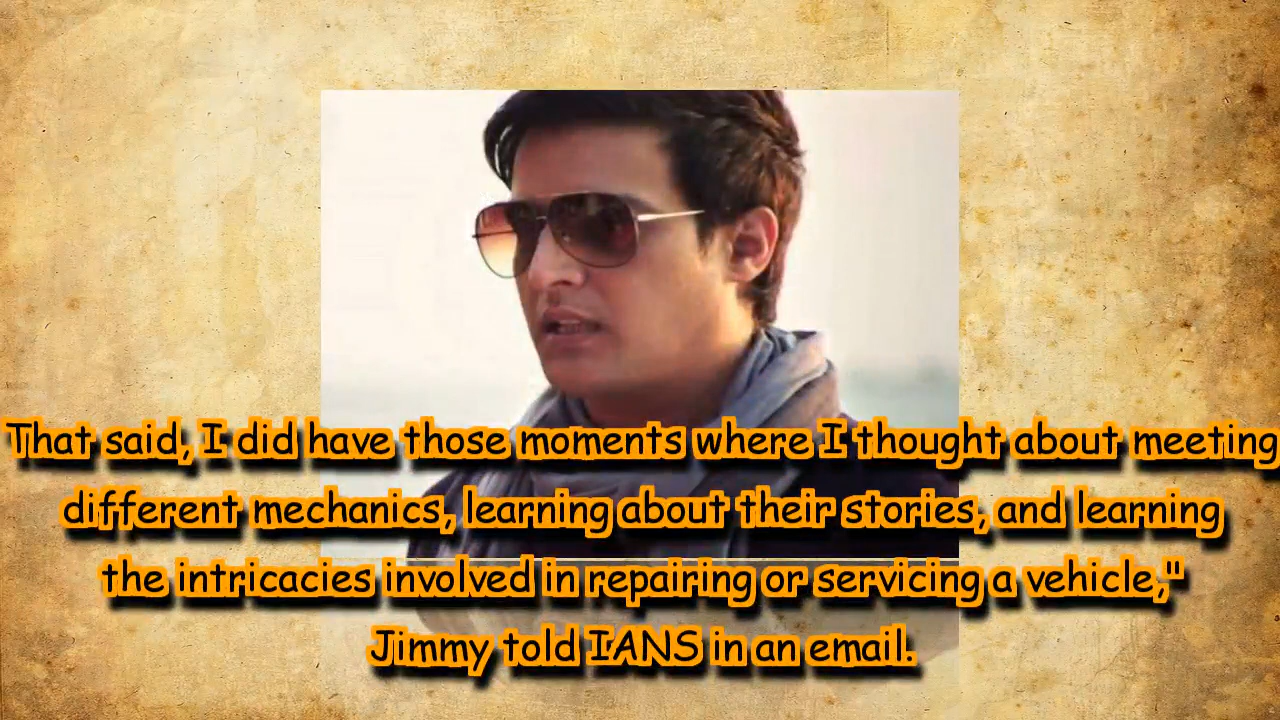 That said, I did have those moments where I thought about meeting
different mechanics, learning about their stories, and learning
the intricacies involved in repairing or servicing a vehicle,"
Jimmy told IANS in an email.